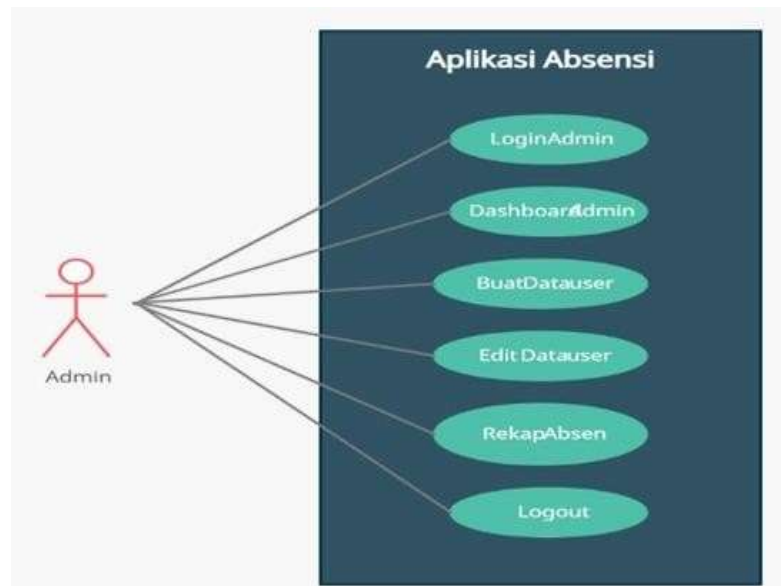 Aplikasi Absensi
LoginAdmin
DashboardAdmin
BuatDatauser
Edit Datauser
RekapAbsen
Logout
Admin